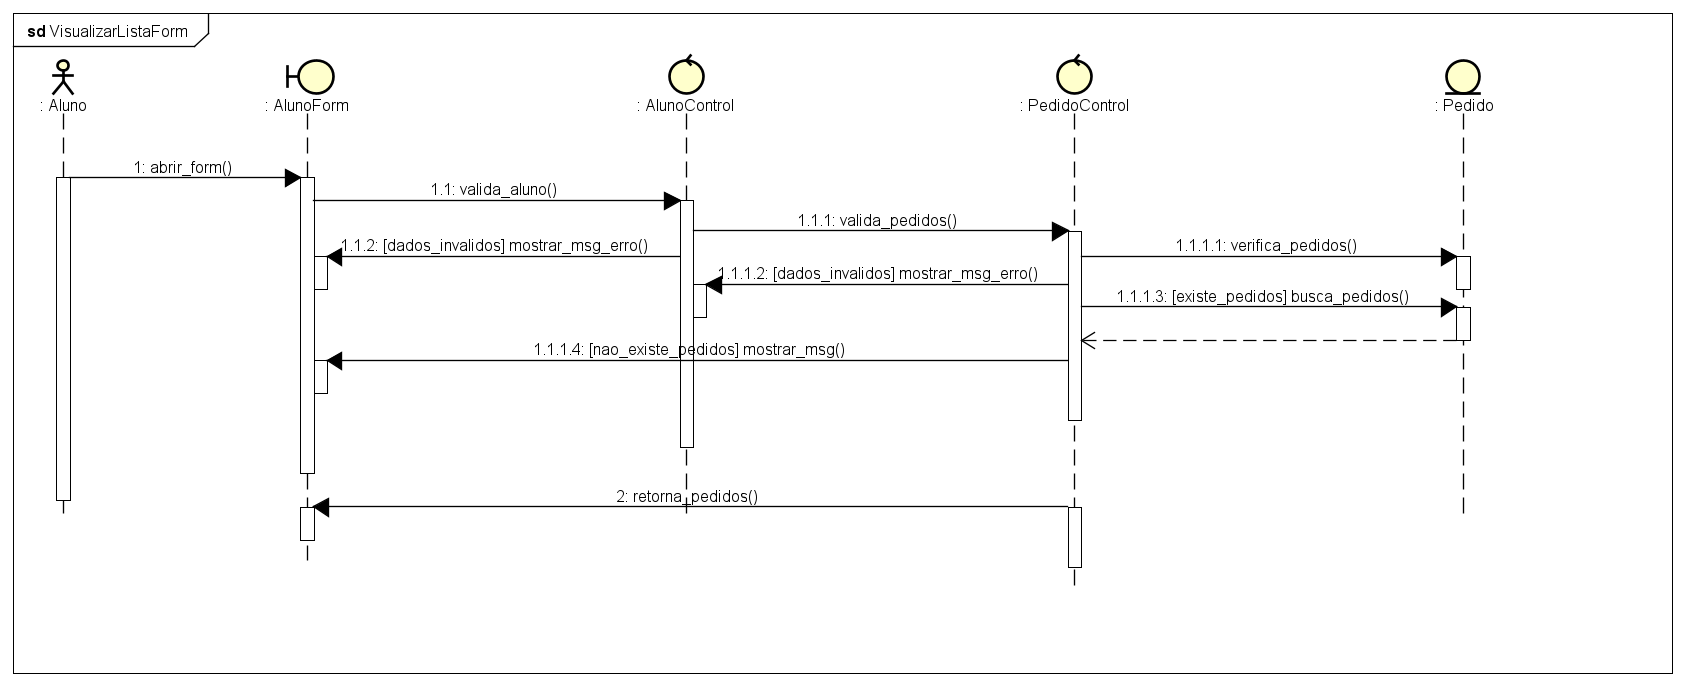 sd VisualizarListaForm
: Aluno
: AlunoForm
: AlunoControl
: PedidoControl
: Pedido
1: abrir_form()
1.1: valida_aluno()
1.1.1: valida_pedidos()
1.1.2: [dados_invalidos] mostrar_msg_erro()
1.1.1.1: verifica_pedidos()
1.1.1.2: [dados_invalidos] mostrar_msg_erro()
1.1.1.3: [existe_pedidos] busca_pedidos()
1.1.1.4: [nao_existe_pedidos] mostrar_msg()
2: retorna_pedidos()